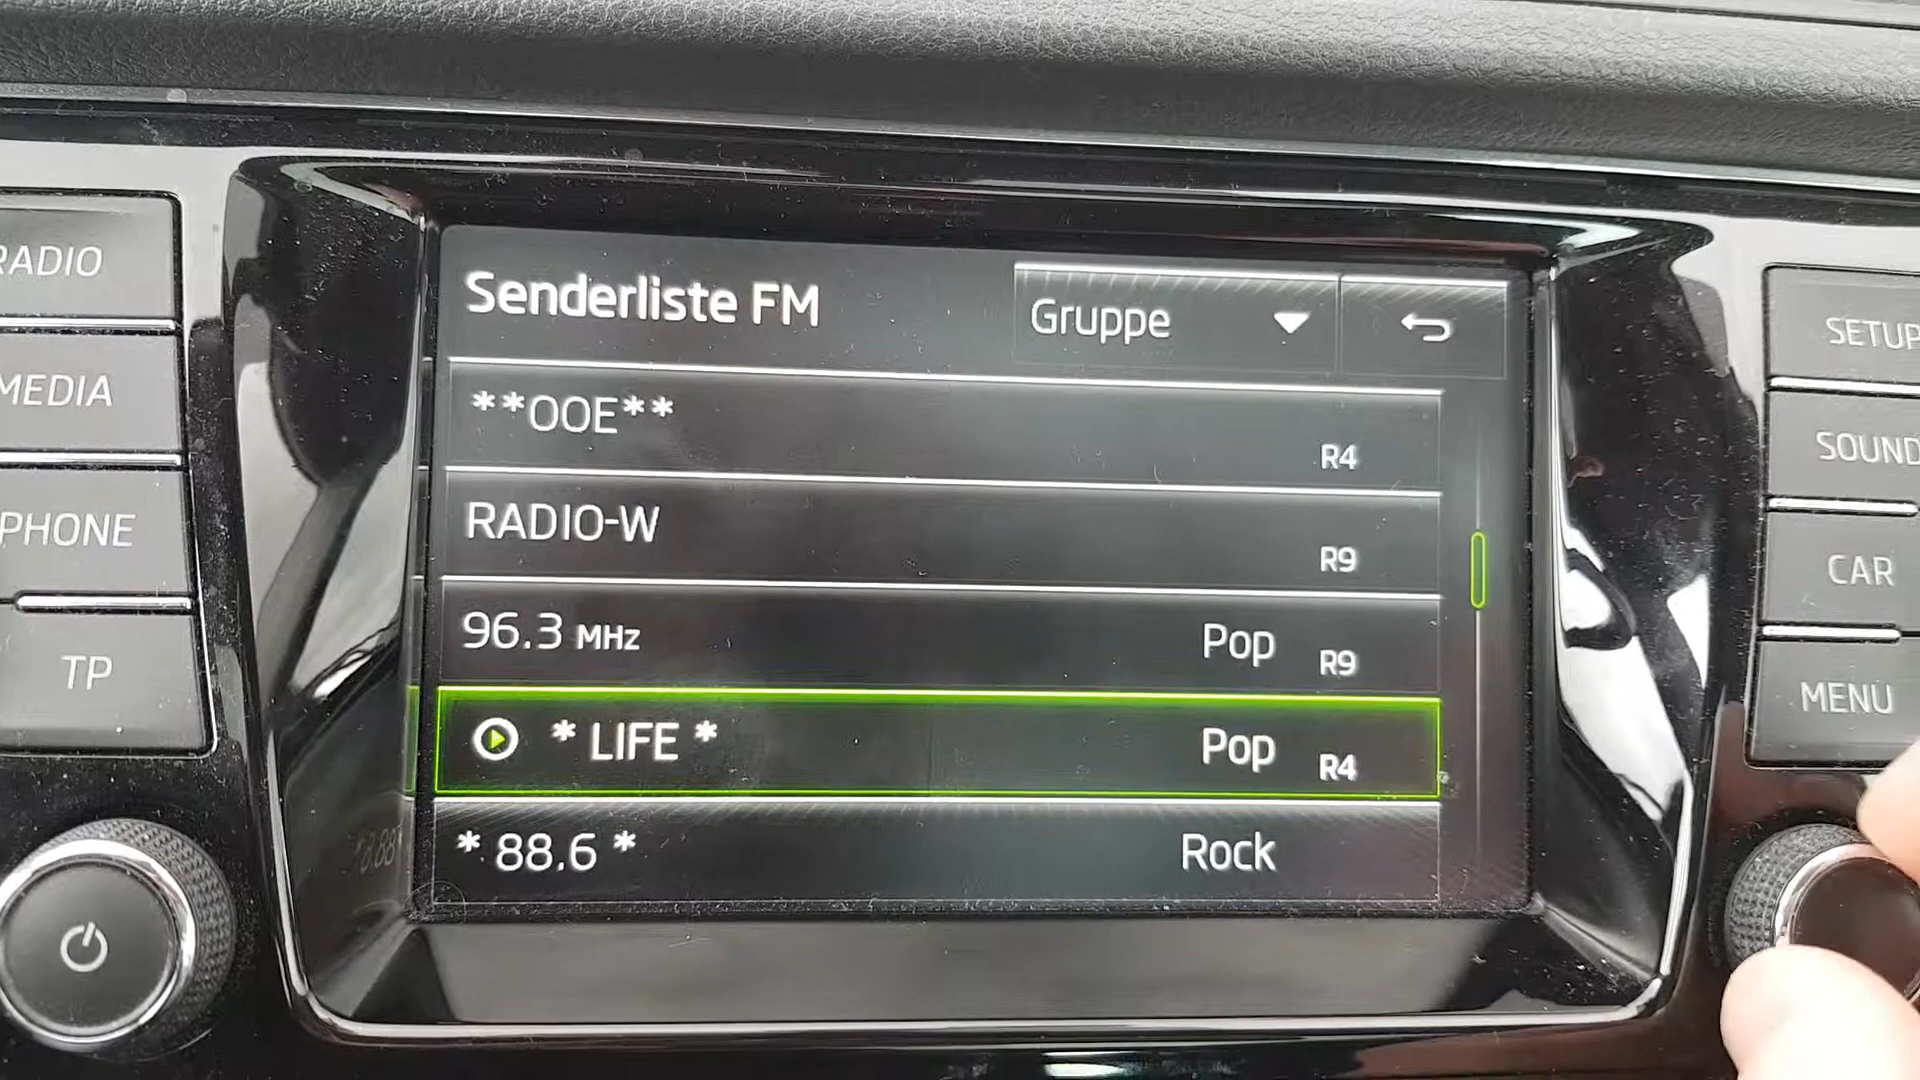 RADIO
MEDIA
PHONE
TP
Senderliste FM
Gruppe
**OOE**
R4
RADIO-W
R9
96.3 MHz Pop R9
* LIFE * Pop R4
* 88.6 * Rock
SETUP
SOUND
CAR
MENU